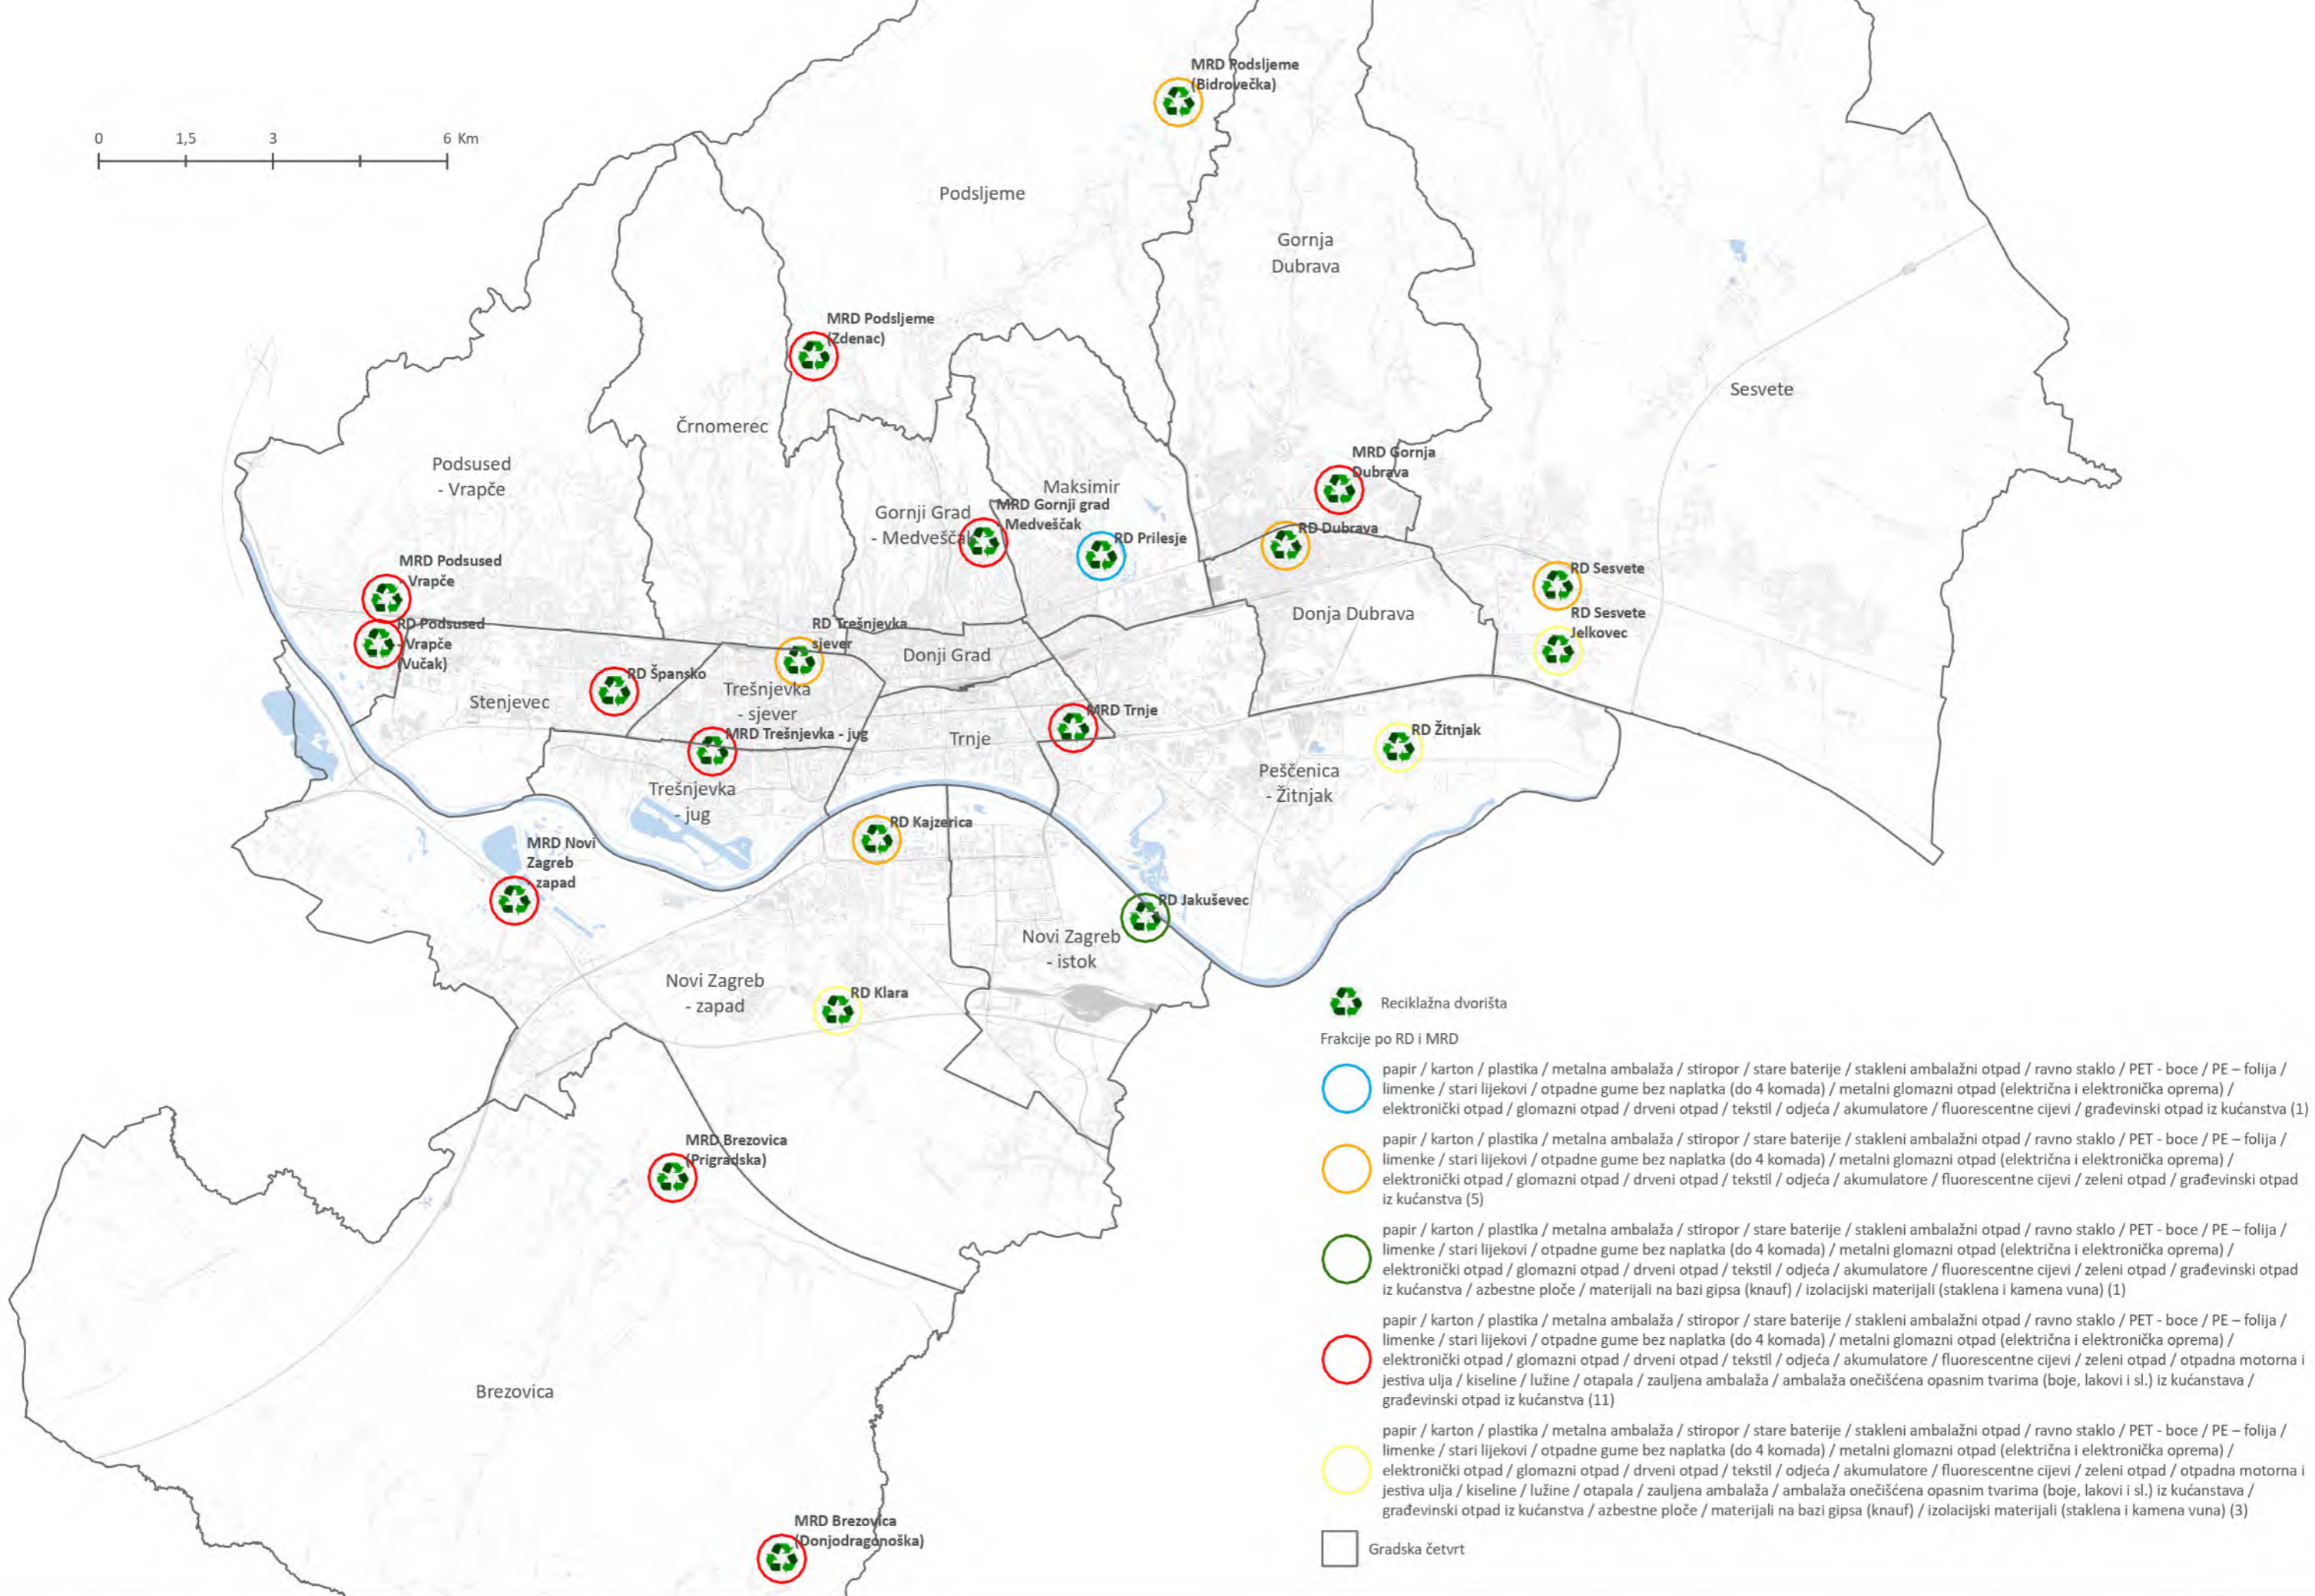 MRD Podsljeme
(Bidrovečka)
0 1,5 3 6 Km
Podsljeme
Gornja
Dubrava
MRD Podsljeme
(Zdenac)
Sesvete
Črnomerec
Podsused
- Vrapče
MRD Gornja
Dubrava
Maksimir
Gornji Grad
- Medveščak
MRD Gornji grad
- Medveščak
RD Prilesje
RD Dubrava
MRD Podsused
- Vrapče
RD Sesvete
RD Sesvete
Jelkovec
Donja Dubrava
RD Podsused
- Vrapče
(Vučak)
RD Trešnjevka
sjever
Donji Grad
RD Špansko
Stenjevec
Trešnjevka
- sjever
MRD Trešnjevka - jug
MRD Trnje
Trnje
RD Žitnjak
Peščenica
- Žitnjak
Trešnjevka
- jug
RD Kajzerica
MRD Novi
Zagreb
- zapad
RD Jakuševec
Novi Zagreb
- istok
Novi Zagreb
- zapad
RD Klara
MRD Brezovica
(Prigradska)
Brezovica
MRD Brezovica
(Donjodragonoška)
Reciklažna dvorišta
Frakcije po RD i MRD
papir / karton / plastika / metalna ambalaža / stiropor / stare baterije / stakleni ambalažni otpad / ravno staklo / PET - boce / PE – folija /
limenke / stari lijekovi / otpadne gume bez naplatka (do 4 komada) / metalni glomazni otpad (električna i elektronička oprema) /
elektronički otpad / glomazni otpad / drveni otpad / tekstil / odjeća / akumulatore / fluorescentne cijevi / građevinski otpad iz kućanstva (1)
papir / karton / plastika / metalna ambalaža / stiropor / stare baterije / stakleni ambalažni otpad / ravno staklo / PET - boce / PE – folija /
limenke / stari lijekovi / otpadne gume bez naplatka (do 4 komada) / metalni glomazni otpad (električna i elektronička oprema) /
elektronički otpad / glomazni otpad / drveni otpad / tekstil / odjeća / akumulatore / fluorescentne cijevi / zeleni otpad / građevinski otpad
iz kućanstva (5)
papir / karton / plastika / metalna ambalaža / stiropor / stare baterije / stakleni ambalažni otpad / ravno staklo / PET - boce / PE – folija /
limenke / stari lijekovi / otpadne gume bez naplatka (do 4 komada) / metalni glomazni otpad (električna i elektronička oprema) /
elektronički otpad / glomazni otpad / drveni otpad / tekstil / odjeća / akumulatore / fluorescentne cijevi / zeleni otpad / građevinski otpad
iz kućanstva / azbestne ploče / materijali na bazi gipsa (knauf) / izolacijski materijali (staklena i kamena vuna) (1)
papir / karton / plastika / metalna ambalaža / stiropor / stare baterije / stakleni ambalažni otpad / ravno staklo / PET - boce / PE – folija /
limenke / stari lijekovi / otpadne gume bez naplatka (do 4 komada) / metalni glomazni otpad (električna i elektronička oprema) /
elektronički otpad / glomazni otpad / drveni otpad / tekstil / odjeća / akumulatore / fluorescentne cijevi / zeleni otpad / otpadna motorna i
jestiva ulja / kiseline / lužine / otapala / zauljena ambalaža / ambalaža onečišćena opasnim tvarima (boje, lakovi i sl.) iz kućanstava /
građevinski otpad iz kućanstva (11)
papir / karton / plastika / metalna ambalaža / stiropor / stare baterije / stakleni ambalažni otpad / ravno staklo / PET - boce / PE – folija /
limenke / stari lijekovi / otpadne gume bez naplatka (do 4 komada) / metalni glomazni otpad (električna i elektronička oprema) /
elektronički otpad / glomazni otpad / drveni otpad / tekstil / odjeća / akumulatore / fluorescentne cijevi / zeleni otpad / otpadna motorna i
jestiva ulja / kiseline / lužine / otapala / zauljena ambalaža / ambalaža onečišćena opasnim tvarima (boje, lakovi i sl.) iz kućanstava /
građevinski otpad iz kućanstva / azbestne ploče / materijali na bazi gipsa (knauf) / izolacijski materijali (staklena i kamena vuna) (3)
Gradska četvrt